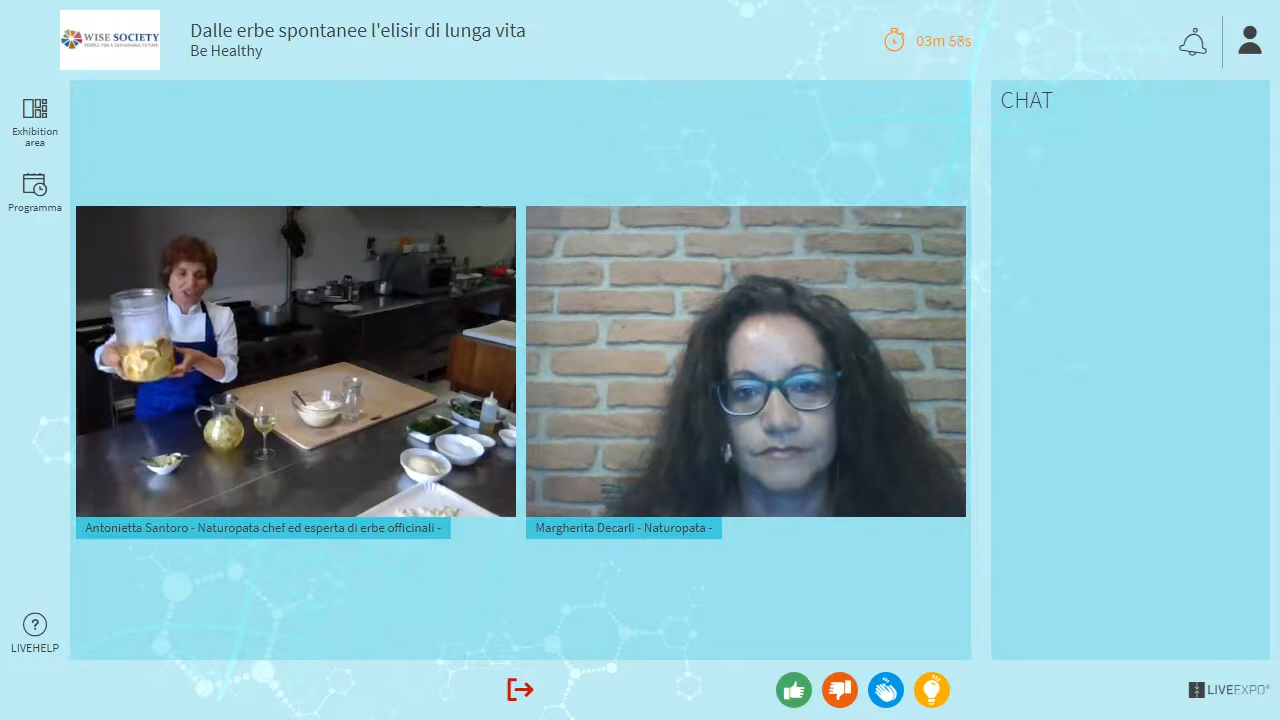 WISE SOCIETY
PEOPLE FOR A SUSTAINABLE FUTURE
Dalle erbe spontanee l'elisir di lunga vita
Be Healthy
03m 58s
Exhibition
area
Programma
CHAT
Antonietta Santoro - Naturopata chef ed esperta di erbe officinali -
Margherita Decarli - Naturopata -
?
LIVEHELP
LIVEEXPO®